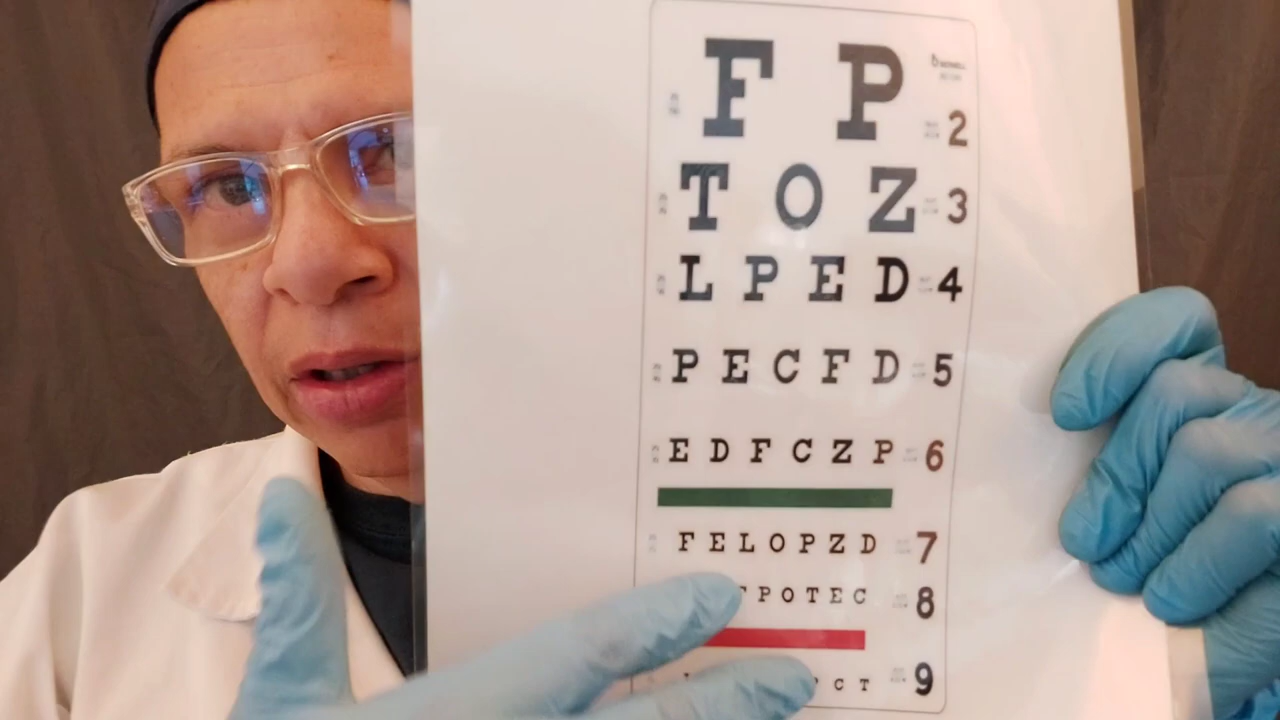 F P 2
T O Z 3
L P E D 4
P E C F D 5
E D F C Z P 6
F E L O P Z D 7
P O T E C 8
C T 9